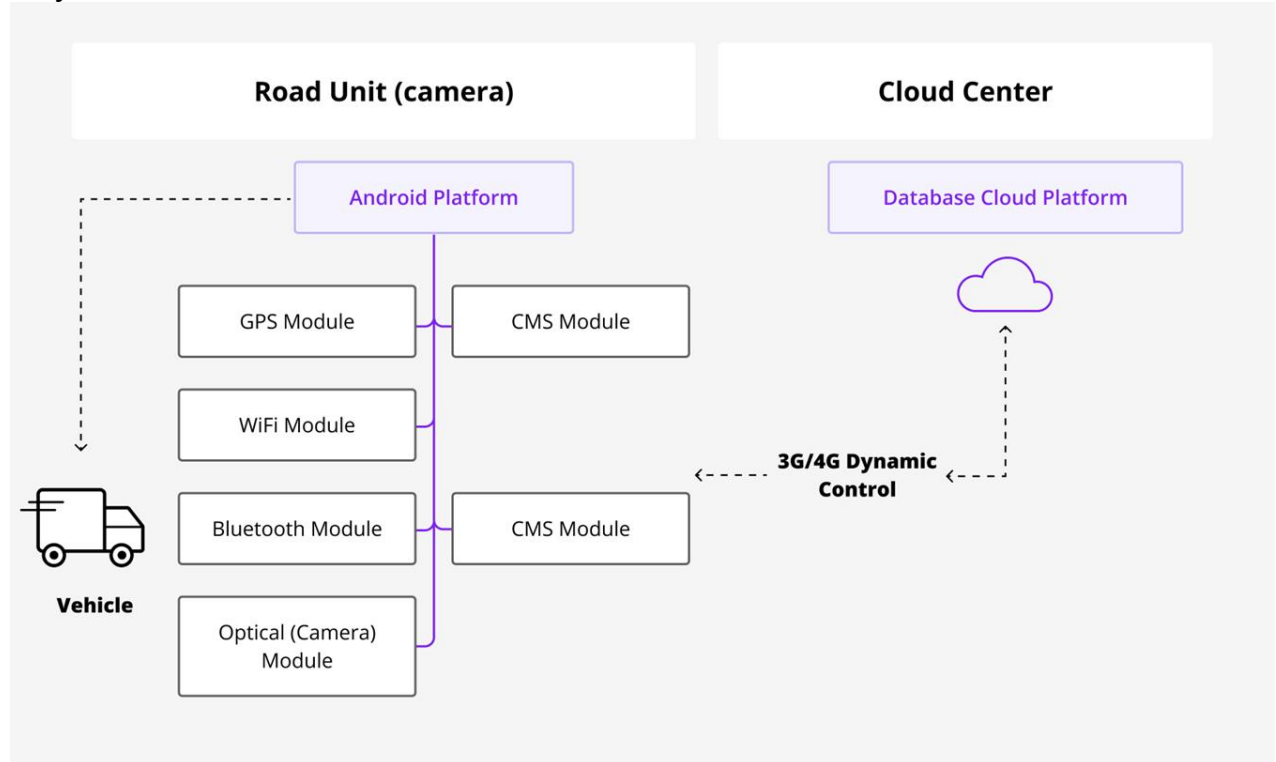 Road Unit (camera)
Cloud Center
Android Platform
Database Cloud Platform
GPS Module
CMS Module
WiFi Module
3G/4G Dynamic
Control
Bluetooth Module
CMS Module
Vehicle
Optical (Camera)
Module